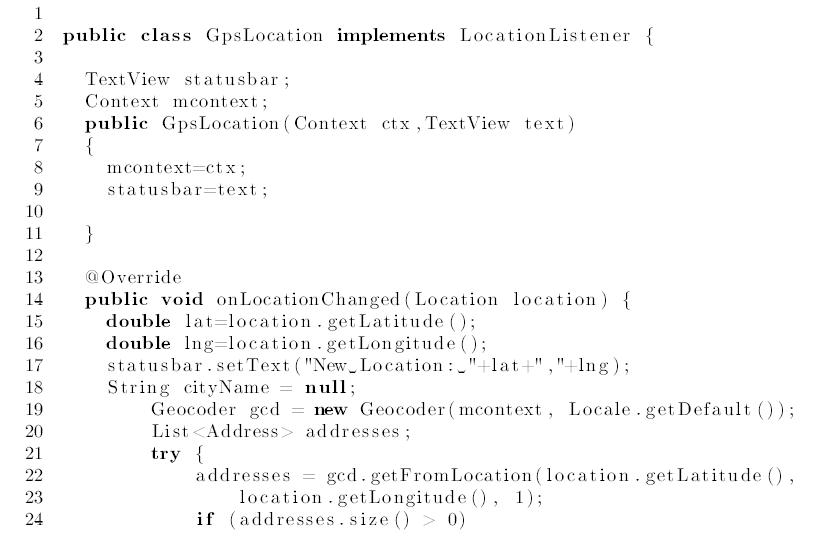 1
2 public class GpsLocation implements LocationListener {
3
4 TextView statusbar;
5 Context mcontext;
6 public GpsLocation(Context ctx,TextView text)
7 {
8 mcontext=ctx;
9 statusbar=text;
10
11 }
12
13 @Override
14 public void onLocationChanged(Location location) {
15 double lat=location.getLatitude();
16 double lng=location.getLongitude();
17 statusbar.setText("New␣Location:␣"+lat+","+lng);
18 String cityName = null;
19 Geocoder gcd = new Geocoder(mcontext, Locale.getDefault());
20 List<Address> addresses;
21 try {
22 addresses = gcd.getFromLocation(location.getLatitude(),
23 location.getLongitude(), 1);
24 if (addresses.size() > 0)